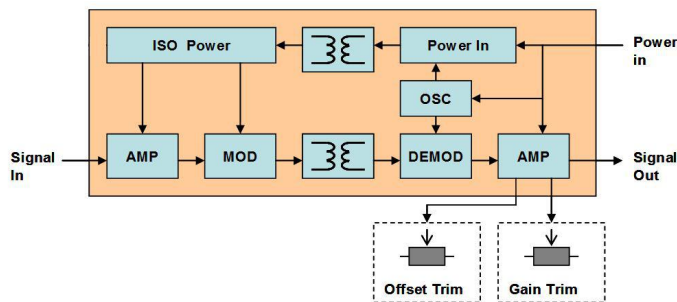 ISO Power
Power In
Power
in
OSC
Signal
In
AMP
MOD
DEMOD
AMP
Signal
Out
Offset Trim
Gain Trim